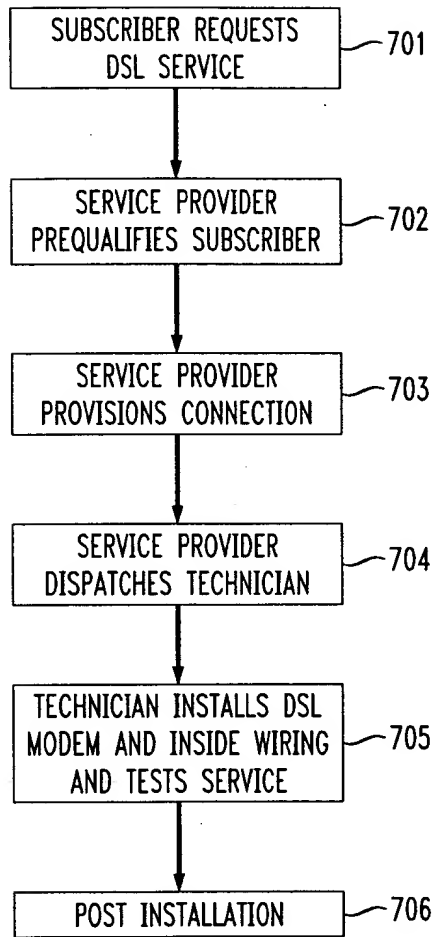 SUBSCRIBER REQUESTS
DSL SERVICE
701
SERVICE PROVIDER
PREQUALIFIES SUBSCRIBER
702
SERVICE PROVIDER
PROVISIONS CONNECTION
703
SERVICE PROVIDER
DISPATCHES TECHNICIAN
704
TECHNICIAN INSTALLS DSL
MODEM AND INSIDE WIRING
AND TESTS SERVICE
705
POST INSTALLATION
706